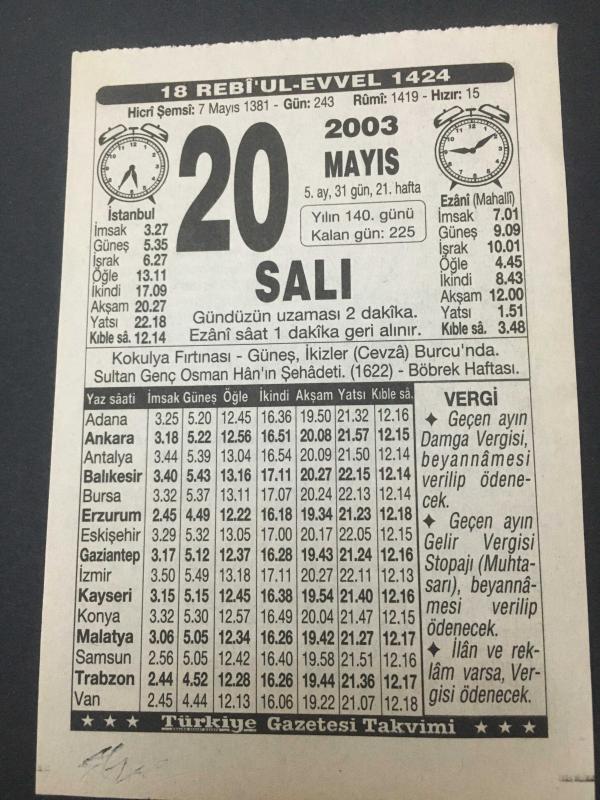 18 REBÎ'UL-EVVEL 1424
Hicrî Şemsî: 7 Mayıs 1381 - Gün: 243 Rûmî: 1419 - Hızır: 15
20
2003
MAYIS
5. ay, 31 gün, 21. hafta
Yılın 140. günü
Kalan gün: 225
SALI
Gündüzün uzaması 2 dakîka.
Ezânî sâat 1 dakîka geri alınır.
İstanbul
İmsak 3.27
Güneş 5.35
İşrak 6.27
Öğle 13.11
İkindi 17.09
Akşam 20.27
Yatsı 22.18
Kıble sâ. 12.14
Ezânî (Mahallî)
İmsak 7.01
Güneş 9.09
İşrak 10.01
Öğle 4.45
İkindi 8.43
Akşam 12.00
Yatsı 1.51
Kıble sâ. 3.48
Kokulya Fırtınası - Güneş, İkizler (Cevzâ) Burcu'nda.
Sultan Genç Osman Hân'ın Şehâdeti. (1622) - Böbrek Haftası.
Yaz sâati İmsak Güneş Öğle İkindi Akşam Yatsı Kıble sâ.
Adana 3.25 5.20 12.45 16.36 19.50 21.32 12.16
Ankara 3.18 5.22 12.56 16.51 20.08 21.57 12.15
Antalya 3.44 5.39 13.04 16.54 20.09 21.50 12.14
Balıkesir 3.40 5.43 13.16 17.11 20.27 22.15 12.14
Bursa 3.32 5.37 13.11 17.07 20.24 22.13 12.14
Erzurum 2.45 4.49 12.22 16.18 19.34 21.23 12.18
Eskişehir 3.29 5.32 13.05 17.00 20.17 22.05 12.15
Gaziantep 3.17 5.12 12.37 16.28 19.43 21.24 12.16
İzmir 3.50 5.49 13.18 17.11 20.27 22.11 12.13
Kayseri 3.15 5.15 12.45 16.38 19.54 21.40 12.16
Konya 3.32 5.30 12.57 16.49 20.04 21.47 12.15
Malatya 3.06 5.05 12.34 16.26 19.42 21.27 12.17
Samsun 2.56 5.05 12.42 16.40 19.58 21.51 12.16
Trabzon 2.44 4.52 12.28 16.26 19.44 21.36 12.17
Van 2.45 4.44 12.13 16.06 19.22 21.07 12.18
VERGİ
✦ Geçen ayın
Damga Vergisi,
beyannâmesi
verilip ödene-
cek.
✦ Geçen ayın
Gelir Vergisi
Stopajı (Muhta-
sarı), beyannâ-
mesi verilip
ödenecek.
✦ İlân ve rek-
lâm varsa, Ver-
gisi ödenecek.
★ ★ ★ Türkiye Gazetesi Takvimi ★ ★ ★